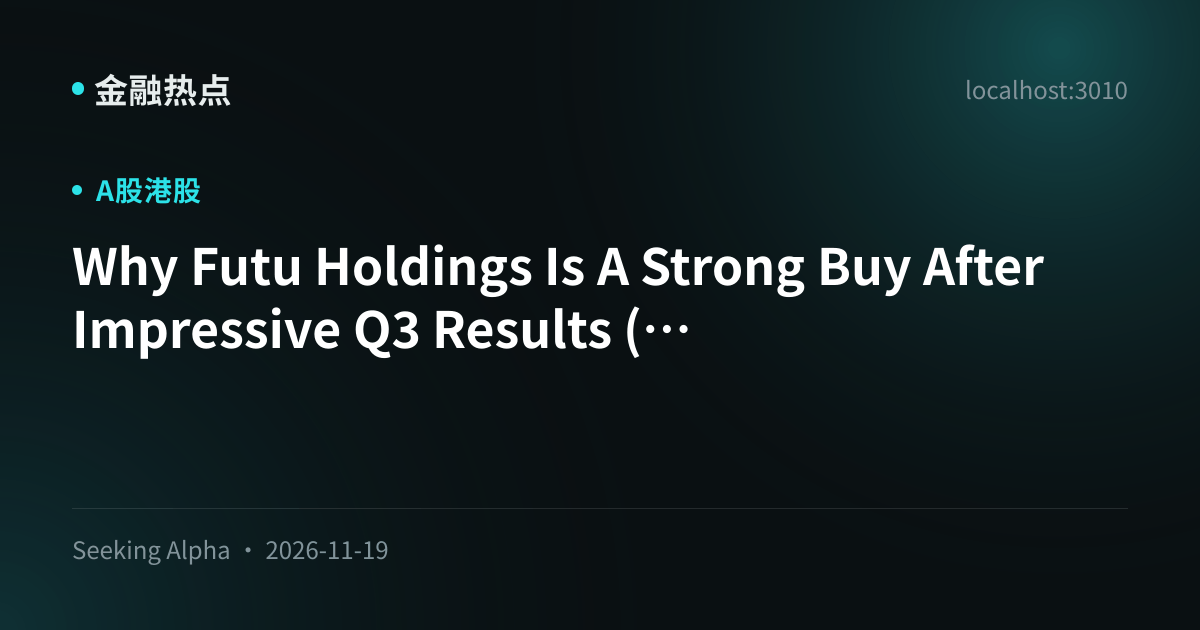 金融热点
localhost:3010
A股港股
Why Futu Holdings Is A Strong Buy After
Impressive Q3 Results (···
Seeking Alpha · 2026-11-19